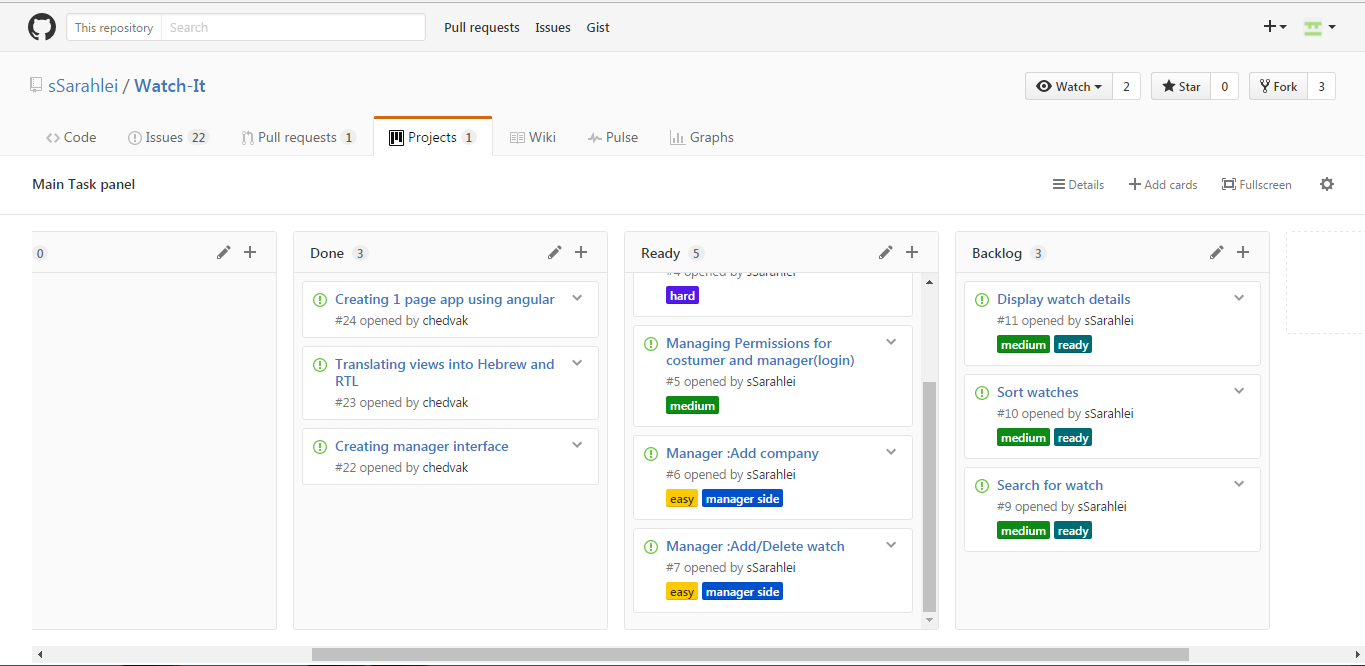 This repository Search Pull requests Issues Gist
sSarahlei / Watch-It
Watch 2 Star 0 Fork 3
Code Issues 22 Pull requests 1 Projects 1 Wiki Pulse Graphs
Main Task panel
Details Add cards Fullscreen
0
Done 3
Creating 1 page app using angular
#24 opened by chedvak
Translating views into Hebrew and
RTL
#23 opened by chedvak
Creating manager interface
#22 opened by chedvak
Ready 5
#4 opened by sSarahlei
hard
Managing Permissions for
costumer and manager(login)
#5 opened by sSarahlei
medium
Manager :Add company
#6 opened by sSarahlei
easy manager side
Manager :Add/Delete watch
#7 opened by sSarahlei
easy manager side
Backlog 3
Display watch details
#11 opened by sSarahlei
medium ready
Sort watches
#10 opened by sSarahlei
medium ready
Search for watch
#9 opened by sSarahlei
medium ready